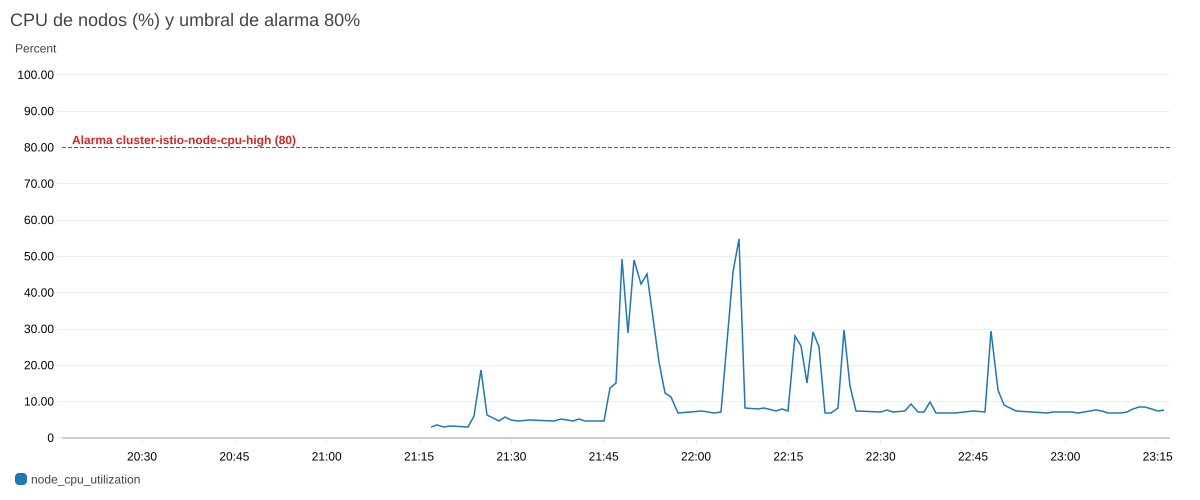 CPU de nodos (%) y umbral de alarma 80%
Percent
100.00
90.00
Alarma cluster-istio-node-cpu-high (80)
80.00
70.00
60.00
50.00
40.00
30.00
20.00
10.00
0
20:30 20:45 21:00 21:15 21:30 21:45 22:00 22:15 22:30 22:45 23:00 23:15
node_cpu_utilization